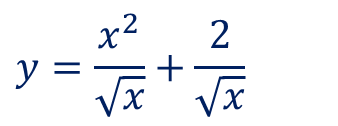 y = x²/√x + 2/√x